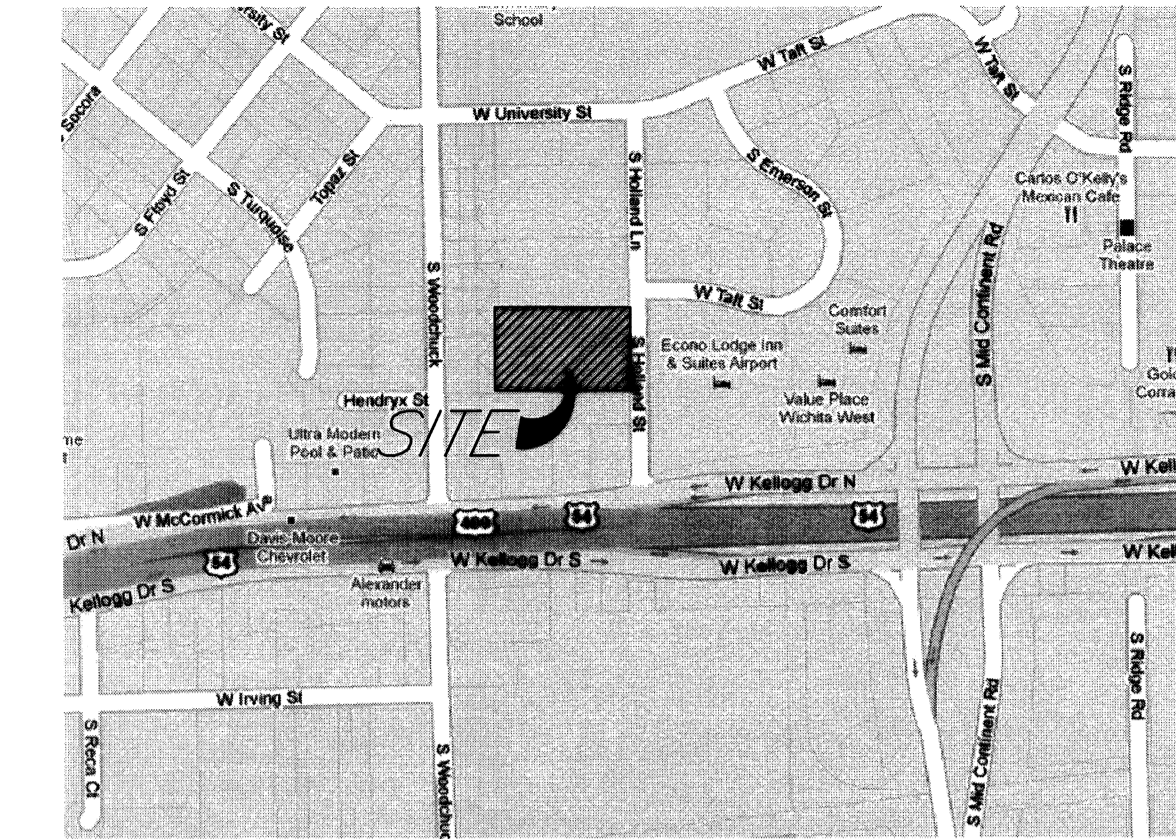 School
W Taft St
W Taft St
S Ridge Rd
W University St
S Holland Ln
S Emerson St
Topaz St
S Floyd St
S Turquoise
Carlos O'Kelly's
Mexican Cafe
Palace
Theatre
S Mid Continent Rd
S Woodchuck
W Taft St
Comfort
Suites
Econo Lodge Inn
& Suites Airport
S Holland St
Value Place
Wichita West
Hendryx St
SITE
Ultra Modern
Pool & Patio
W Kellogg Dr N
W McCormick Av
Dr N
400
54
54
54
Davis-Moore
Chevrolet
W Kellogg Dr S
W Kellogg Dr S
Kellogg Dr S
Alexander
motors
W Irving St
S Reca Ct
S Woodchuc
S Mid Continent Rd
S Ridge Rd